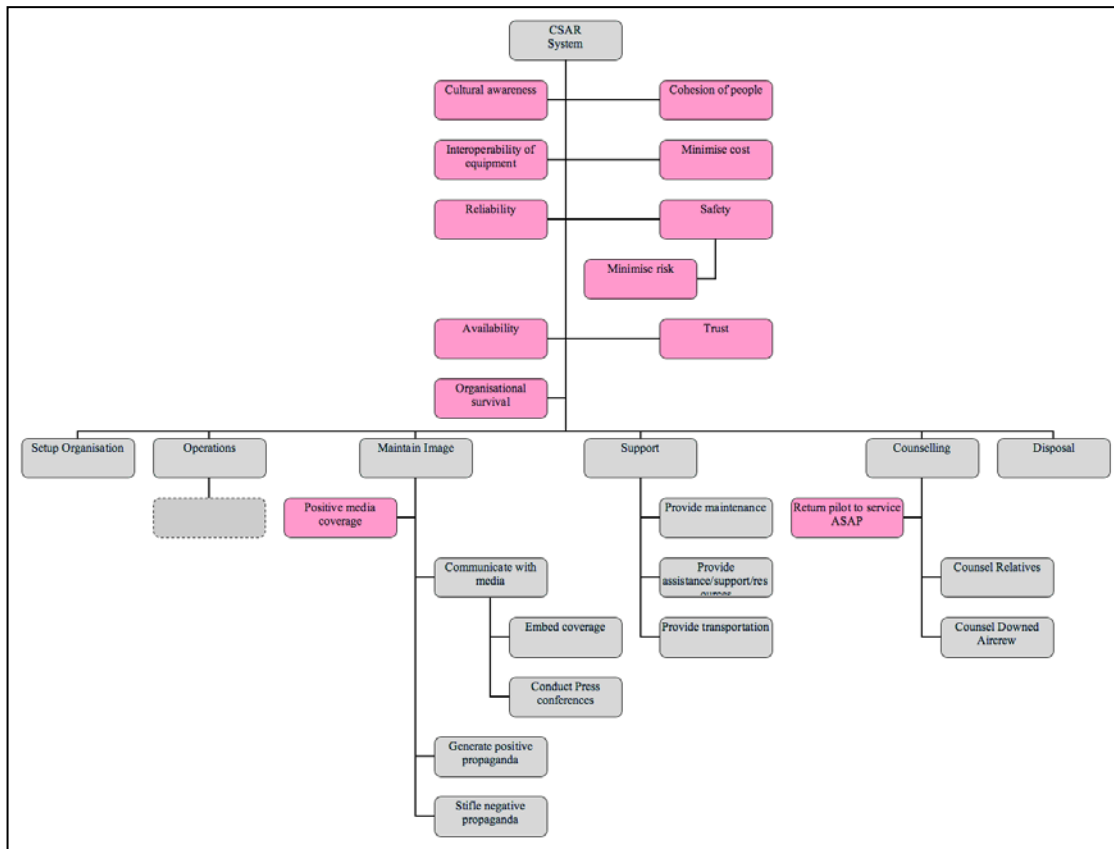 CSAR
System
Cultural awareness
Cohesion of people
Interoperability of
equipment
Minimise cost
Reliability
Safety
Minimise risk
Availability
Trust
Organisational
survival
Setup Organisation
Operations
Maintain Image
Support
Counselling
Disposal
Positive media
coverage
Provide maintenance
Return pilot to service
ASAP
Communicate with
media
Provide
assistance/support/res
ources
Counsel Relatives
Embed coverage
Provide transportation
Counsel Downed
Aircrew
Conduct Press
conferences
Generate positive
propaganda
Stifle negative
propaganda